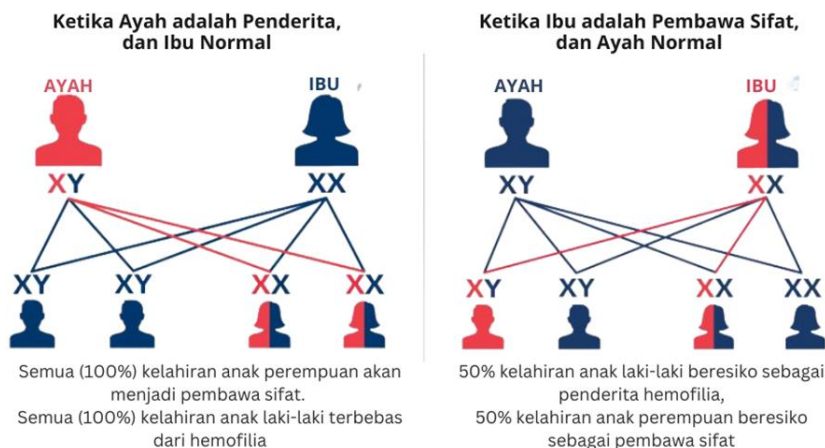 Ketika Ayah adalah Penderita,
dan Ibu Normal
AYAH
IBU
XY
XX
XY
XY
XX
XX
Semua (100%) kelahiran anak perempuan akan
menjadi pembawa sifat.
Semua (100%) kelahiran anak laki-laki terbebas
dari hemofilia
Ketika Ibu adalah Pembawa Sifat,
dan Ayah Normal
AYAH
IBU
XY
XX
XY
XY
XX
XX
50% kelahiran anak laki-laki beresiko sebagai
penderita hemofilia,
50% kelahiran anak perempuan beresiko
sebagai pembawa sifat